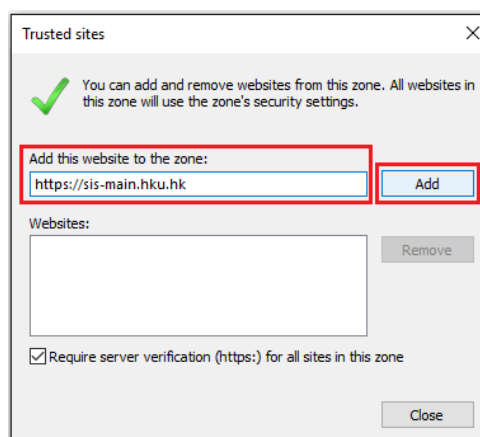 Trusted sites
You can add and remove websites from this zone. All websites in
this zone will use the zone's security settings.
Add this website to the zone:
https://sis-main.hku.hk
Add
Websites:
Remove
Require server verification (https:) for all sites in this zone
Close